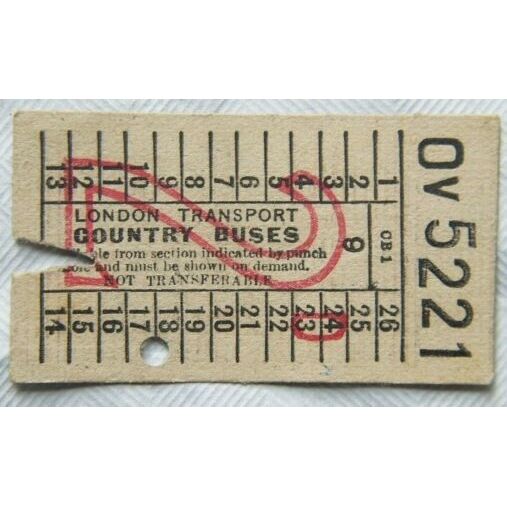 Ov 5221
13 12 11 10 9 8 7 6 5 4 3 2 1
LONDON TRANSPORT
COUNTRY BUSES
from section indicated by punch
and must be shown on demand.
NOT TRANSFERABLE
9
OB1
14 15 16 17 18 19 20 21 22 23 24 25 26
2